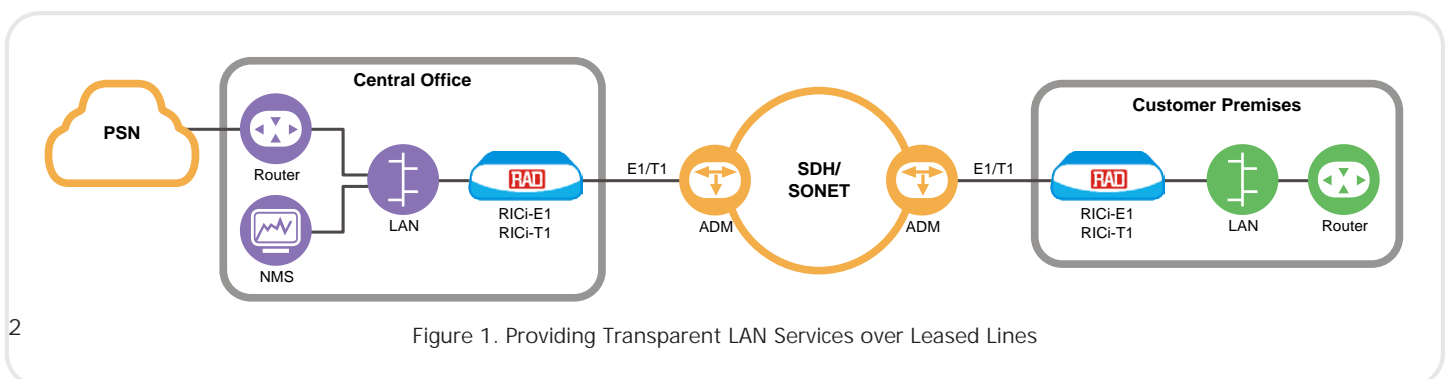 Central Office
PSN
Router
NMS
LAN
RAD
RICi-E1
RICi-T1
E1/T1
ADM
SDH/
SONET
ADM
E1/T1
Customer Premises
RAD
RICi-E1
RICi-T1
LAN
Router
2
Figure 1. Providing Transparent LAN Services over Leased Lines